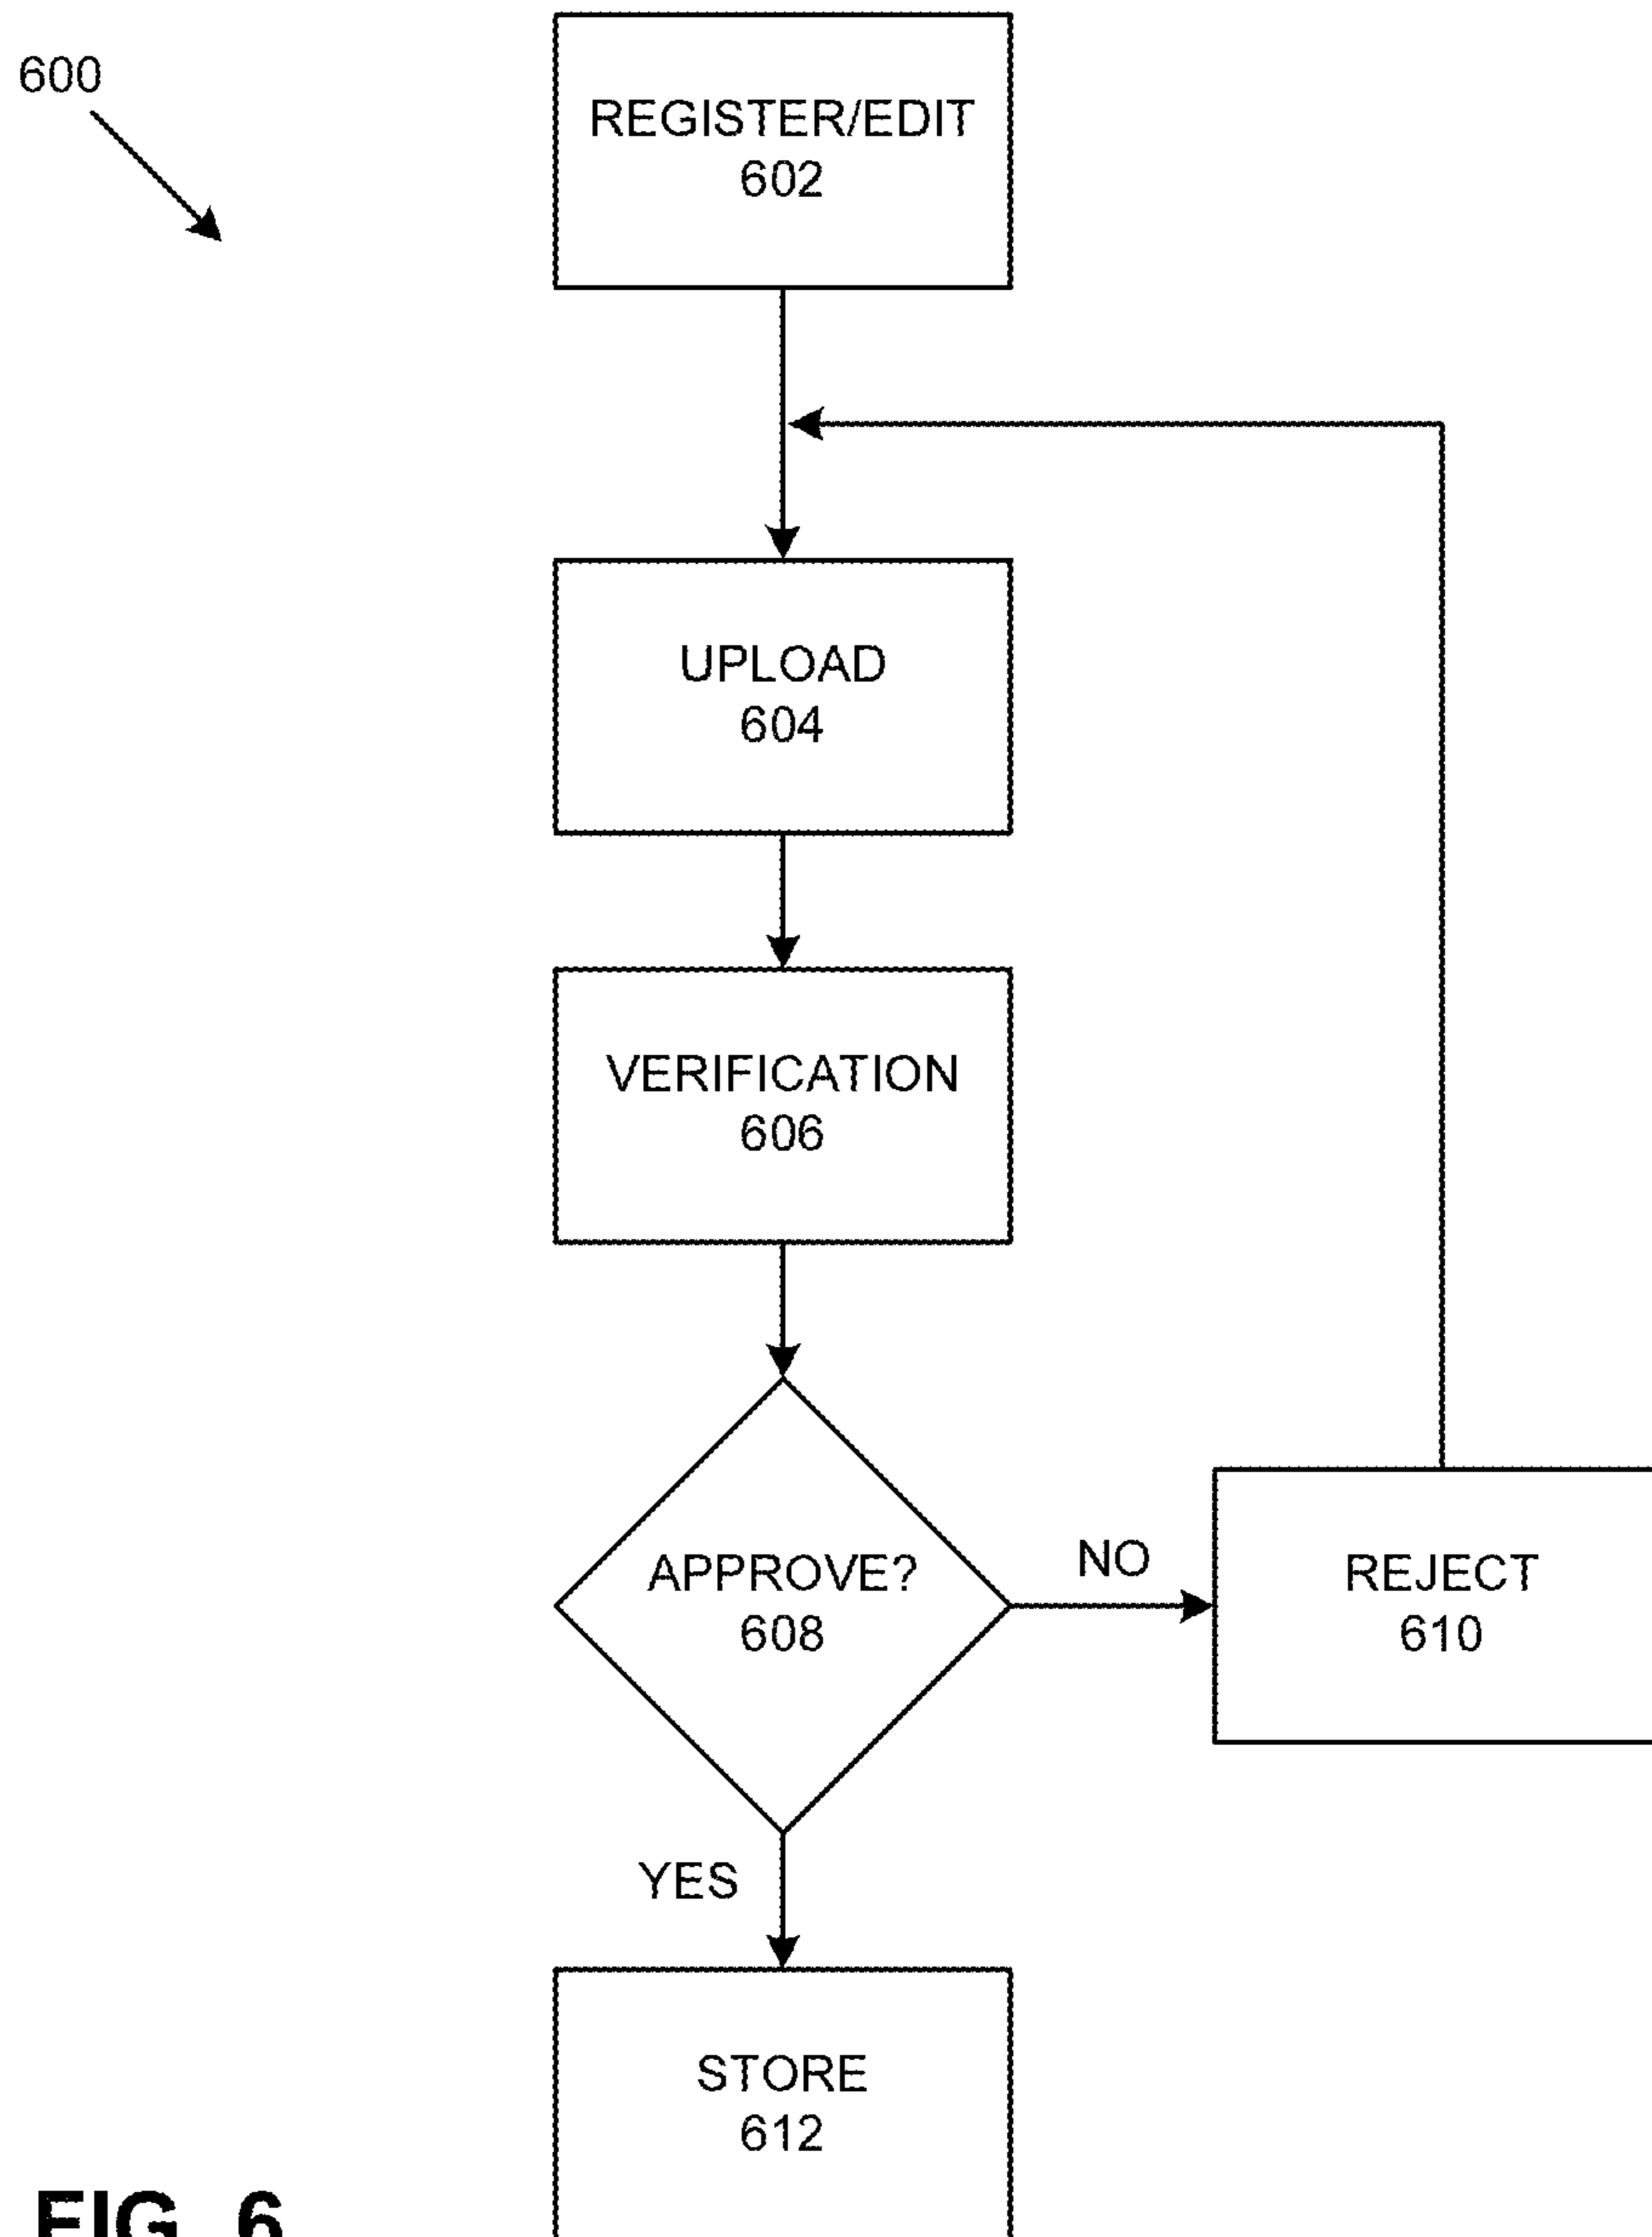 600
REGISTER/EDIT
602
UPLOAD
604
VERIFICATION
606
APPROVE?
608
NO
REJECT
610
YES
STORE
612
FIG. 6